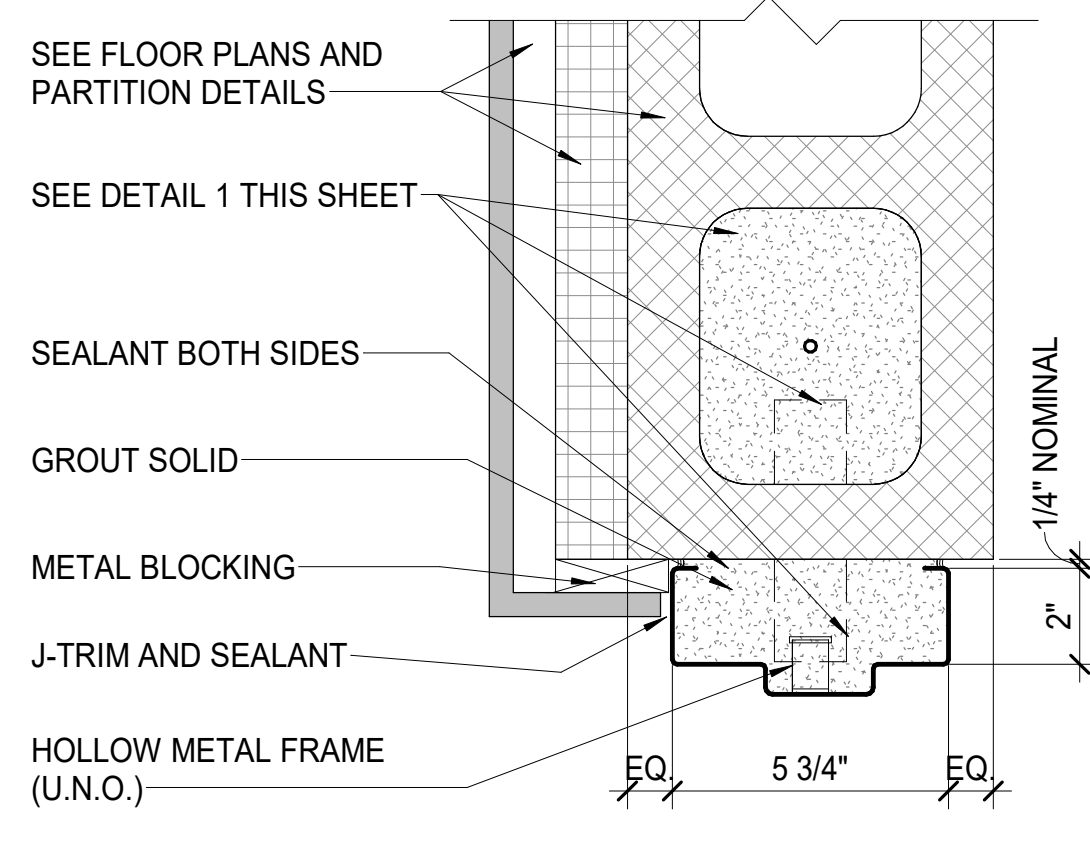 SEE FLOOR PLANS AND
PARTITION DETAILS
SEE DETAIL 1 THIS SHEET
SEALANT BOTH SIDES
GROUT SOLID
METAL BLOCKING
J-TRIM AND SEALANT
HOLLOW METAL FRAME
(U.N.O.)
EQ.
5 3/4"
EQ.
1/4" NOMINAL
2"